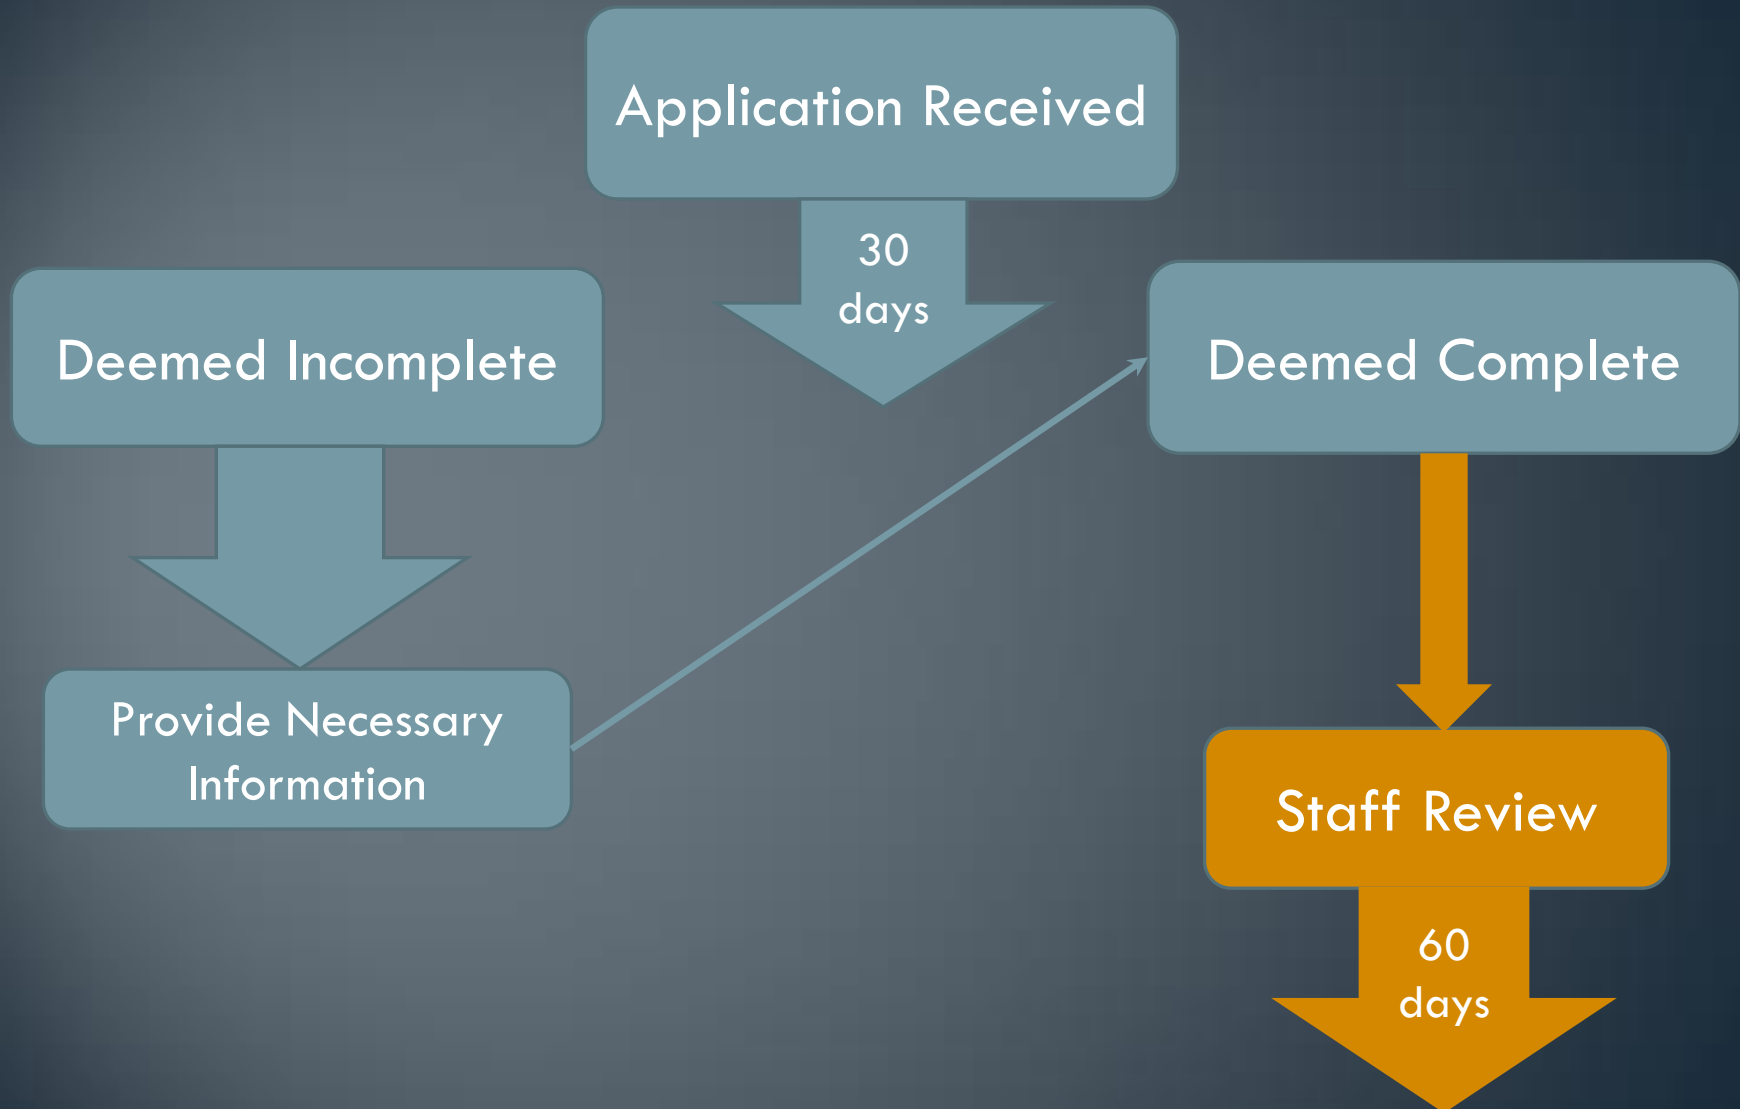 Application Received
30
days
Deemed Incomplete
Deemed Complete
Provide Necessary
Information
Staff Review
60
days